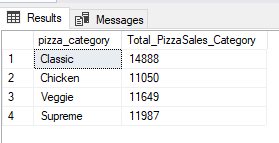 Results Messages
pizza_category Total_PizzaSales_Category
1 Classic 14888
2 Chicken 11050
3 Veggie 11649
4 Supreme 11987